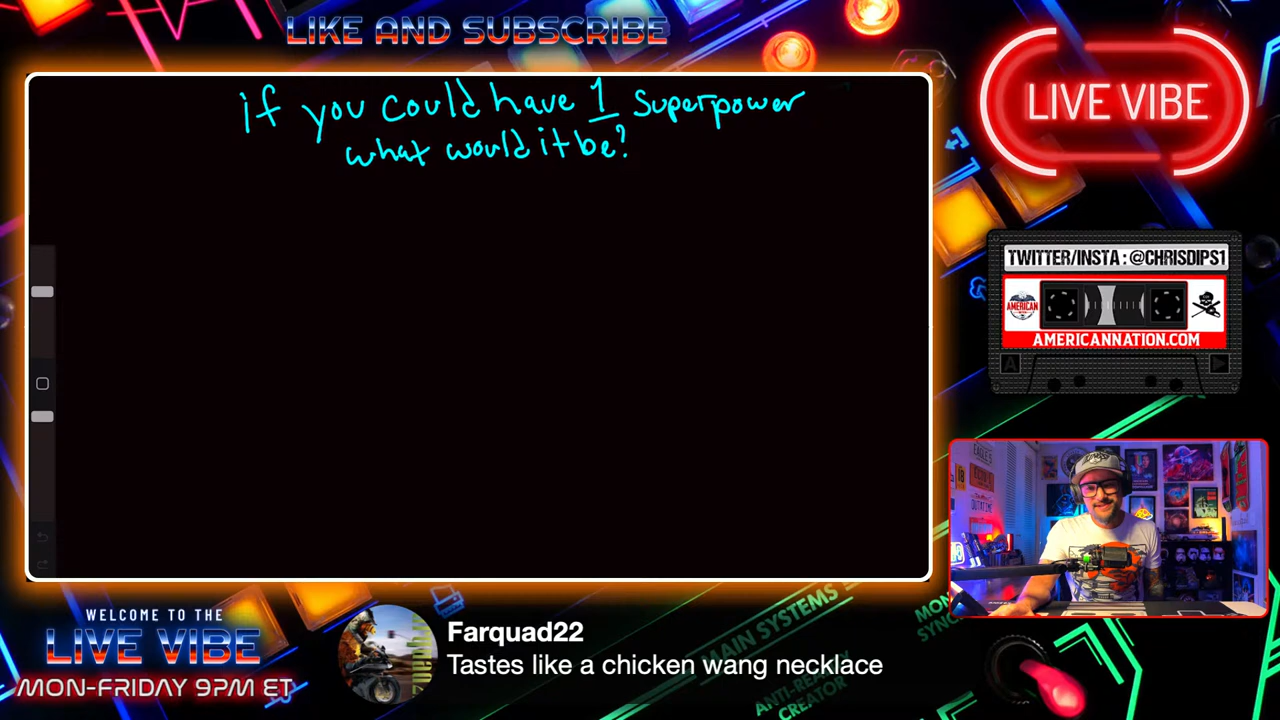 LIKE AND SUBSCRIBE
if you could have 1 Superpower
what would it be?
LIVE VIBE
TWITTER/INSTA : @CHRISDIPS1
AMERICAN
AMERICANNATION.COM
A
WELCOME TO THE
LIVE VIBE
MON-FRIDAY 9PM ET
Farquad22
Tastes like a chicken wang necklace
MAIN SYSTEMS
CREATOR